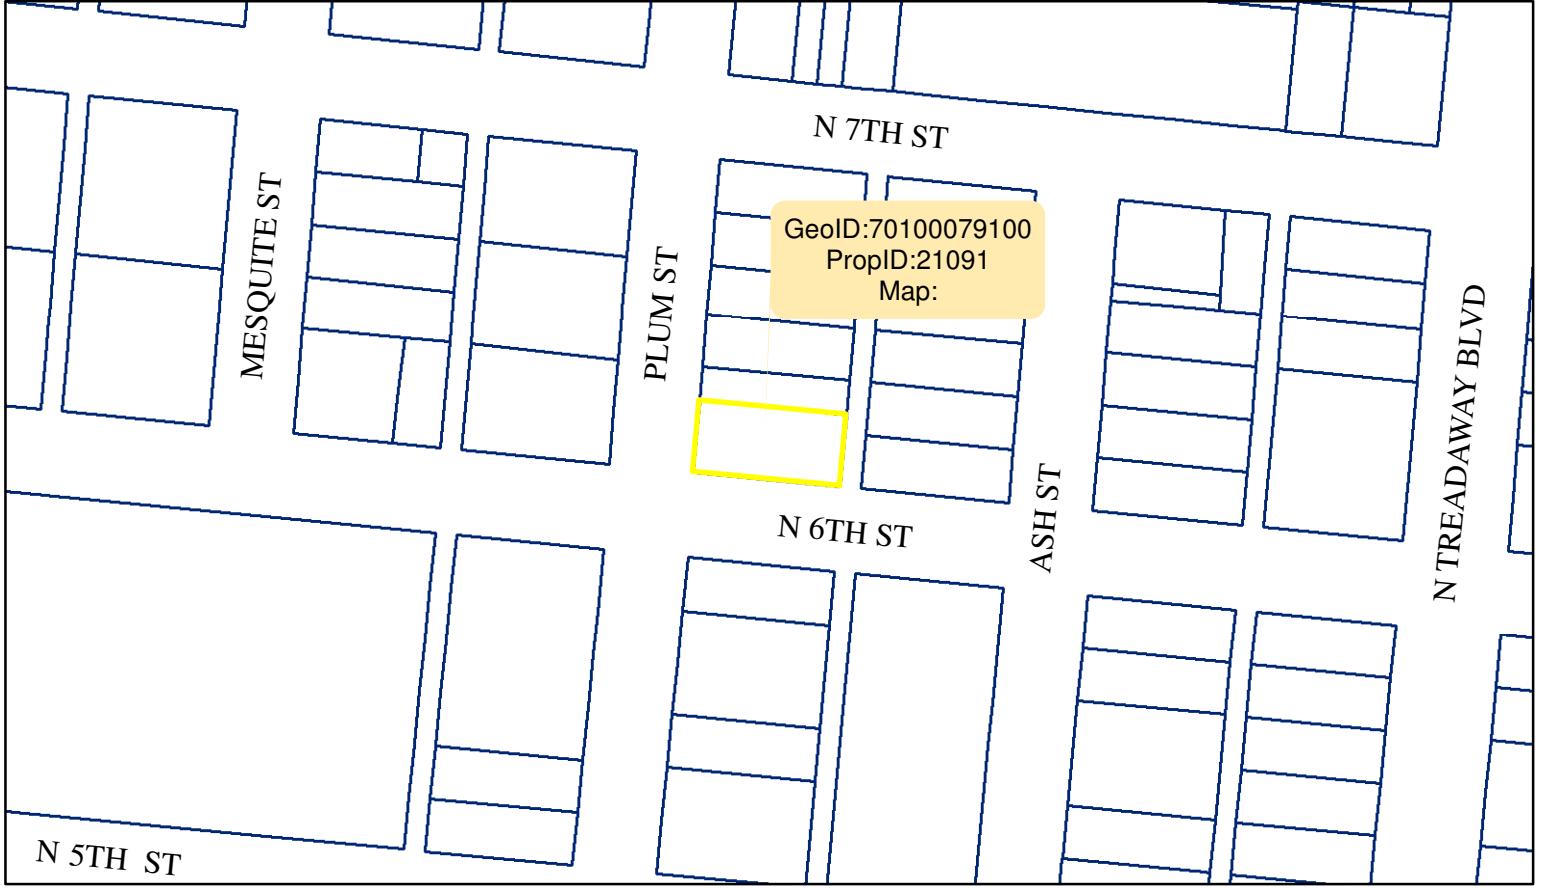 N 7TH ST
MESQUITE ST
PLUM ST
GeoID:70100079100
PropID:21091
Map:
N TREADAWAY BLVD
ASH ST
N 6TH ST
N 5TH  ST